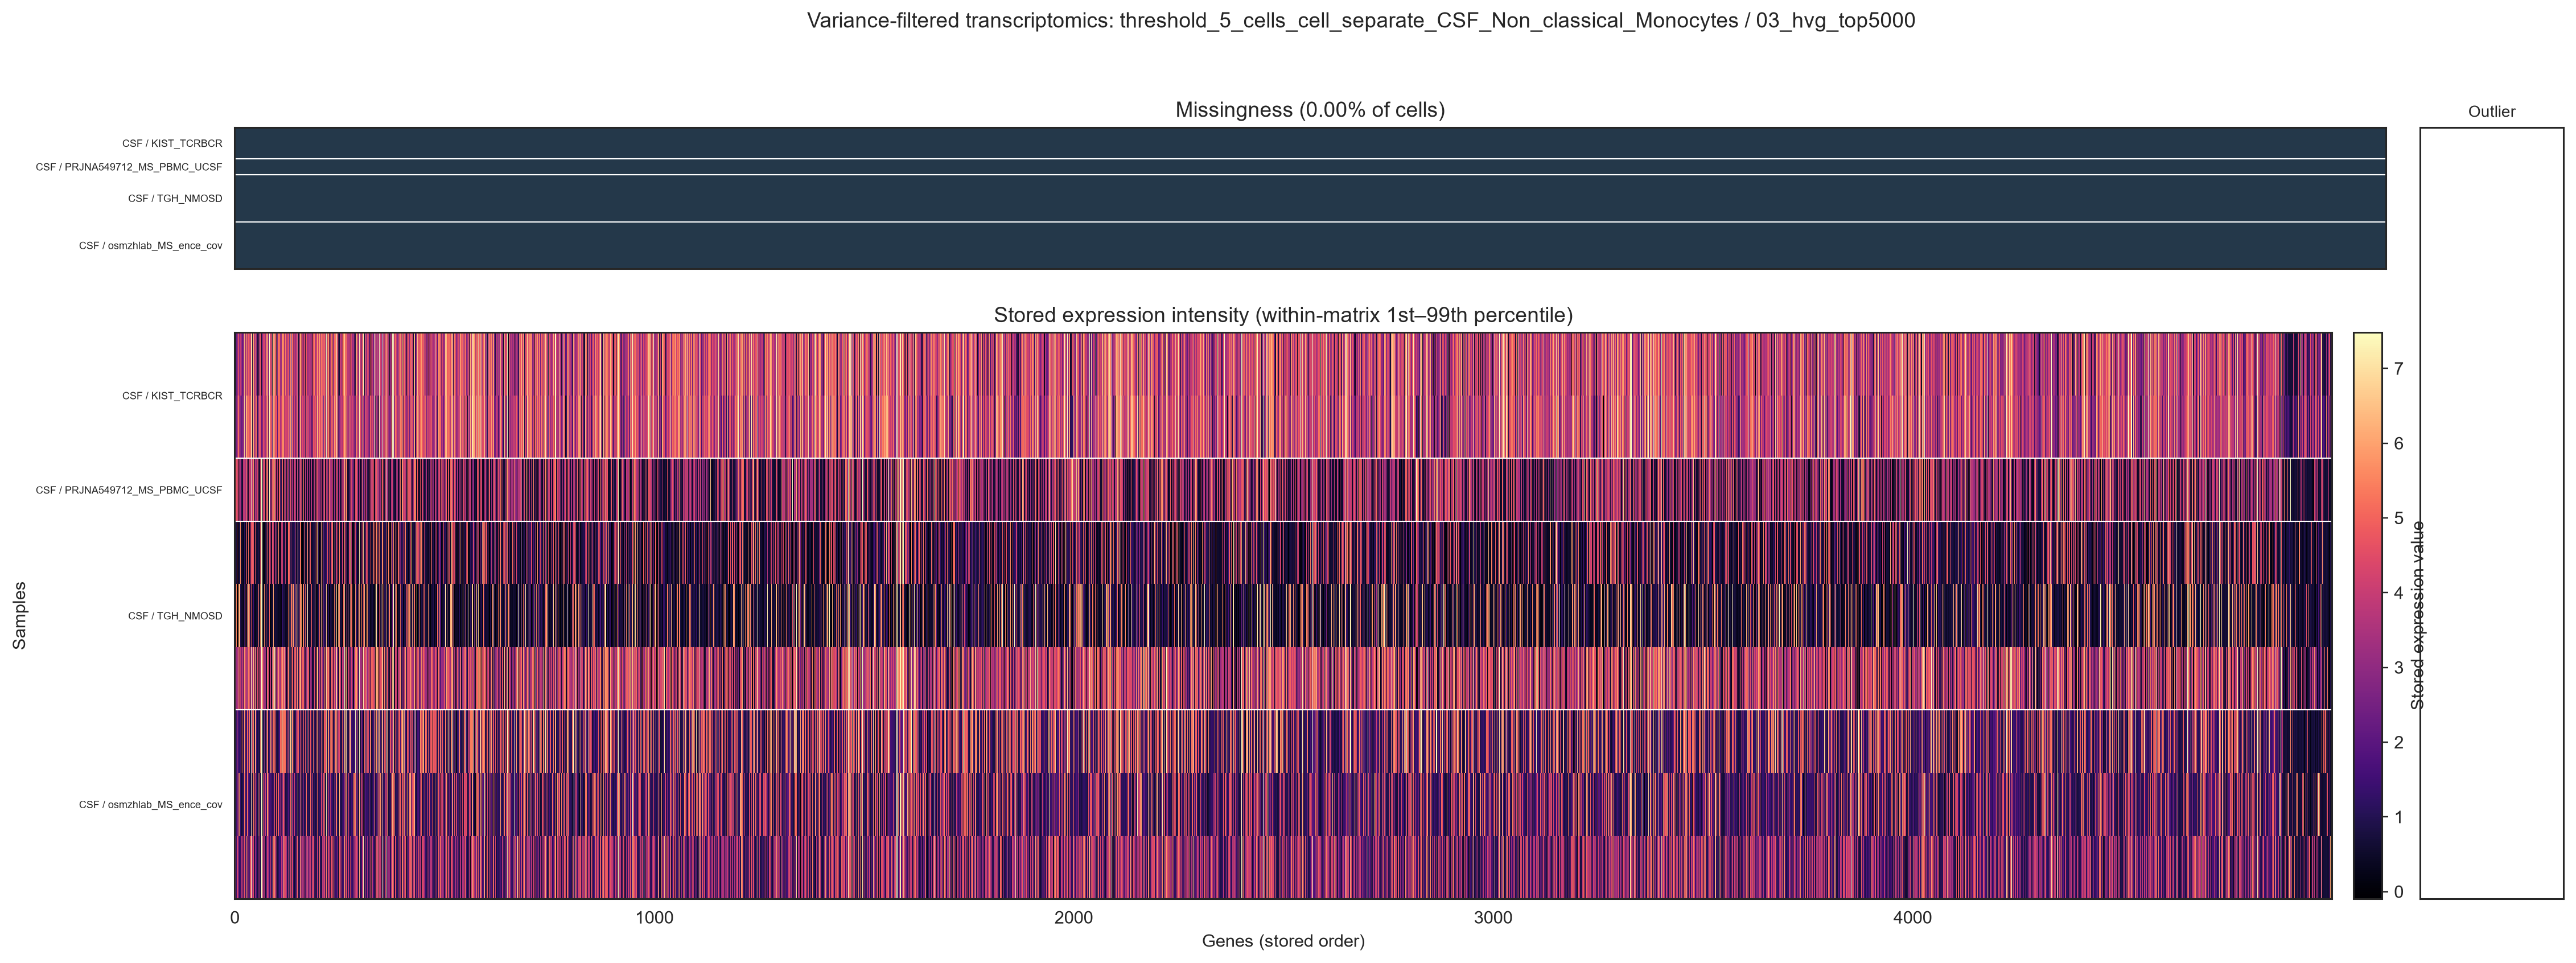 Variance-filtered transcriptomics: threshold_5_cells_cell_separate_CSF_Non_classical_Monocytes / 03_hvg_top5000
Missingness (0.00% of cells)
Outlier
CSF / KIST_TCRBCR
CSF / PRJNA549712_MS_PBMC_UCSF
CSF / TGH_NMOSD
CSF / osmzhlab_MS_ence_cov
Stored expression intensity (within-matrix 1st–99th percentile)
Samples
CSF / KIST_TCRBCR
CSF / PRJNA549712_MS_PBMC_UCSF
CSF / TGH_NMOSD
CSF / osmzhlab_MS_ence_cov
7
6
5
4
3
2
1
0
Stored expression value
0 1000 2000 3000 4000
Genes (stored order)